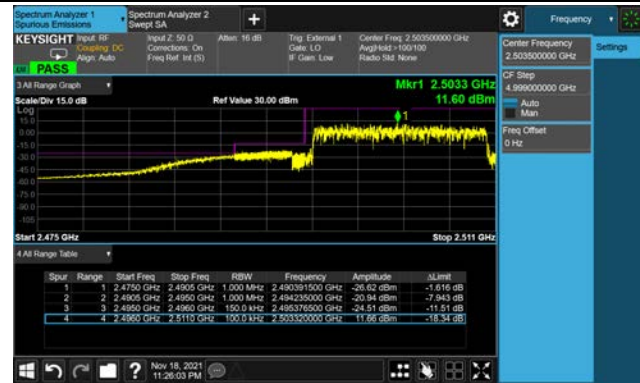 Spectrum Analyzer 1
Spurious Emissions
Spectrum Analyzer 2
Swept SA
+
Frequency
KEYSIGHT
Input: RF
Coupling: DC
Align: Auto
Input Z: 50 Ω
Corrections: On
Freq Ref: Int (S)
Atten: 16 dB
Trig: External 1
Gate: LO
IF Gain: Low
Center Freq: 2.503500000 GHz
Avg|Hold:>100/100
Radio Std: None
PASS
Center Frequency
2.503500000 GHz
Settings
CF Step
4.999000000 GHz
Auto
Man
Freq Offset
0 Hz
3 All Range Graph
Mkr1 2.5033 GHz
Scale/Div 15.0 dB
Ref Value 30.00 dBm
11.60 dBm
Log
15.0
0.00
-15.0
-30.0
-45.0
-60.0
-75.0
-90.0
-105
1
Start 2.475 GHz
Stop 2.511 GHz
4 All Range Table
Spur Range Start Freq Stop Freq RBW Frequency Amplitude ΔLimit
1 1 2.4750 GHz 2.4905 GHz 1.000 MHz 2.490391500 GHz -26.62 dBm -1.616 dB
2 2 2.4905 GHz 2.4950 GHz 1.000 MHz 2.494235000 GHz -20.94 dBm -7.943 dB
3 3 2.4950 GHz 2.4960 GHz 150.0 kHz 2.495376500 GHz -24.51 dBm -11.51 dB
4 4 2.4960 GHz 2.5110 GHz 100.0 kHz 2.503320000 GHz 11.66 dBm -18.34 dB
?
Nov 18, 2021
11:26:03 PM